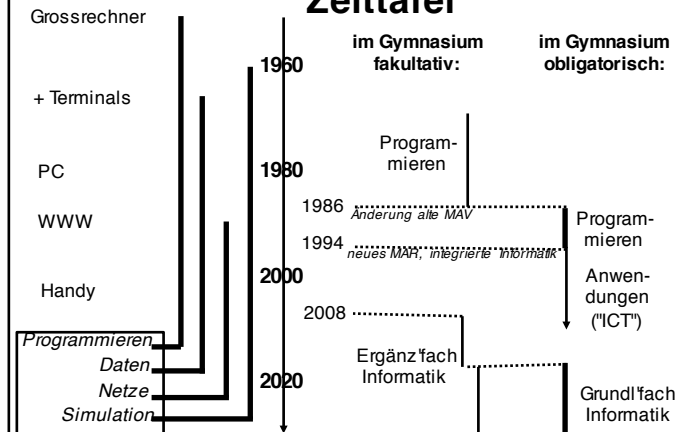 Zeittafel
Grossrechner
+ Terminals
PC
WWW
Handy
Programmieren
Daten
Netze
Simulation
1960
1980
2000
2020
im Gymnasium
fakultativ:
im Gymnasium
obligatorisch:
Program-
mieren
1986
Änderung alte MAV
1994
neues MAR, integrierte Informatik
Program-
mieren
Anwen-
dungen
("ICT")
2008
Ergänz'fach
Informatik
Grundl'fach
Informatik